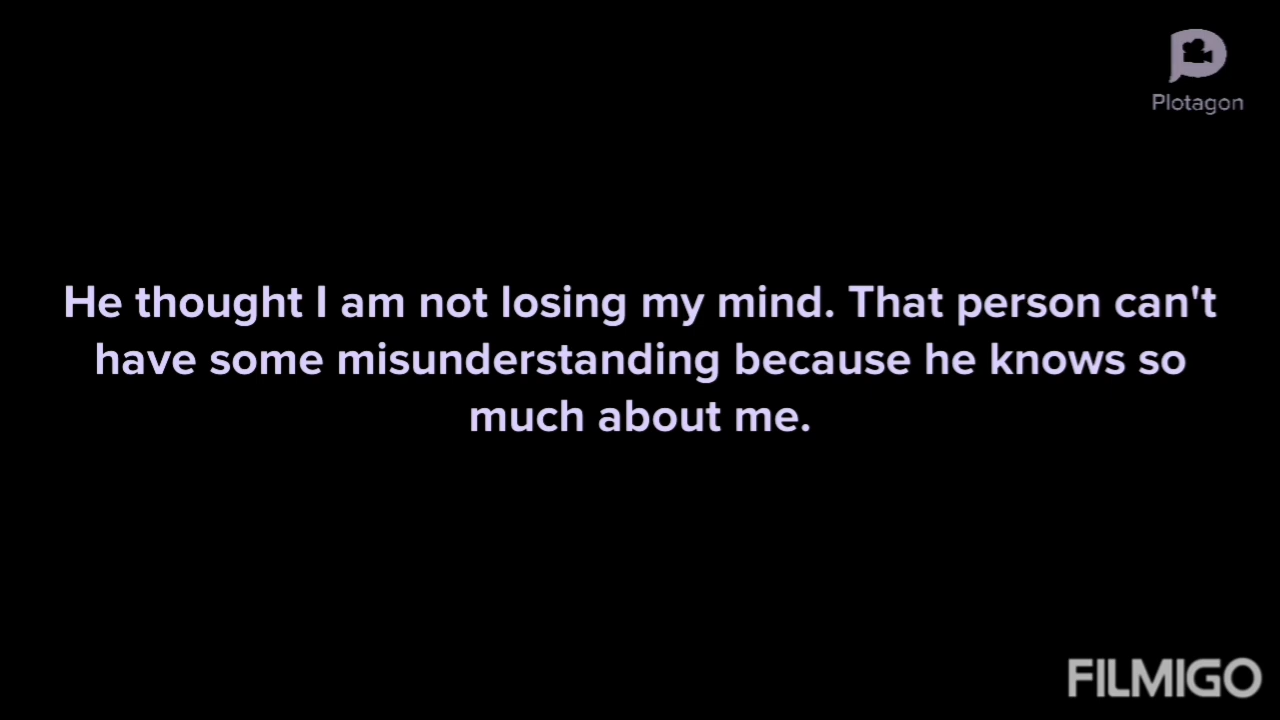 Plotagon
He thought I am not losing my mind. That person can't
have some misunderstanding because he knows so
much about me.
FILMIGO